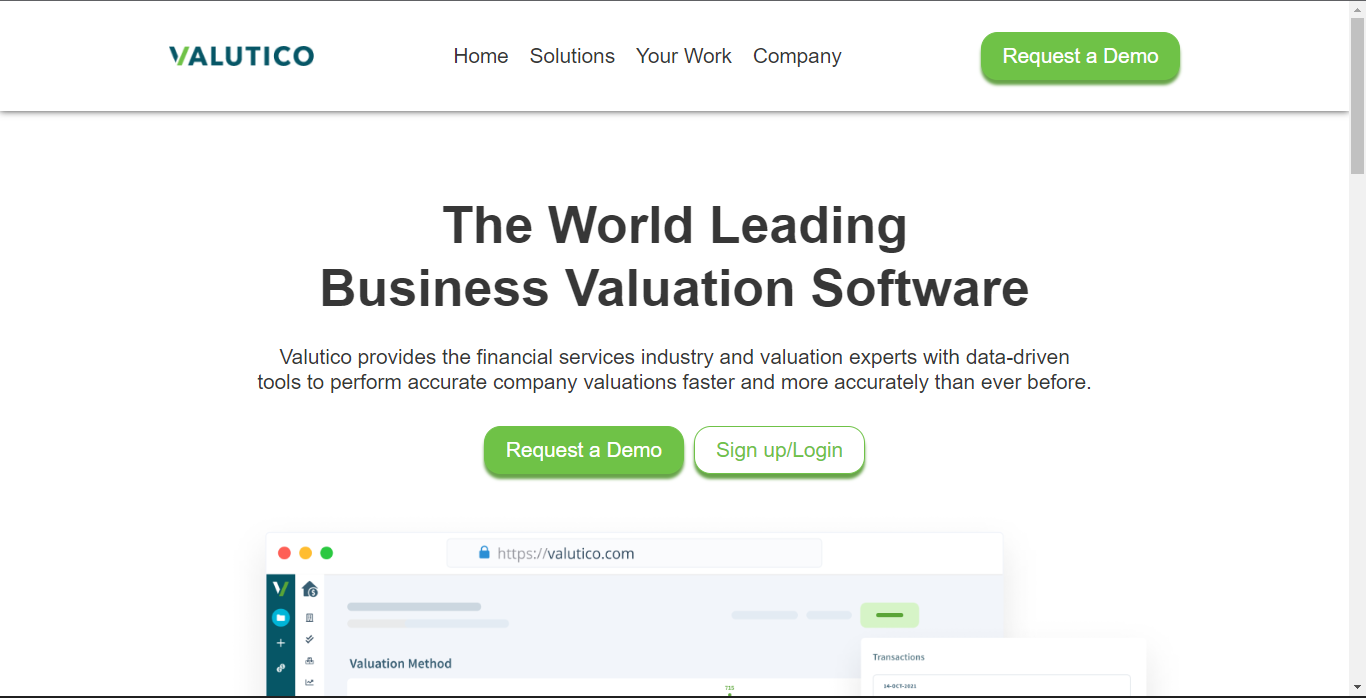 VALUTICO
Home Solutions Your Work Company
Request a Demo
The World Leading
Business Valuation Software
Valutico provides the financial services industry and valuation experts with data-driven
tools to perform accurate company valuations faster and more accurately than ever before.
Request a Demo
Sign up/Login
https://valutico.com
Valuation Method
715
Transactions
14-OCT-2021